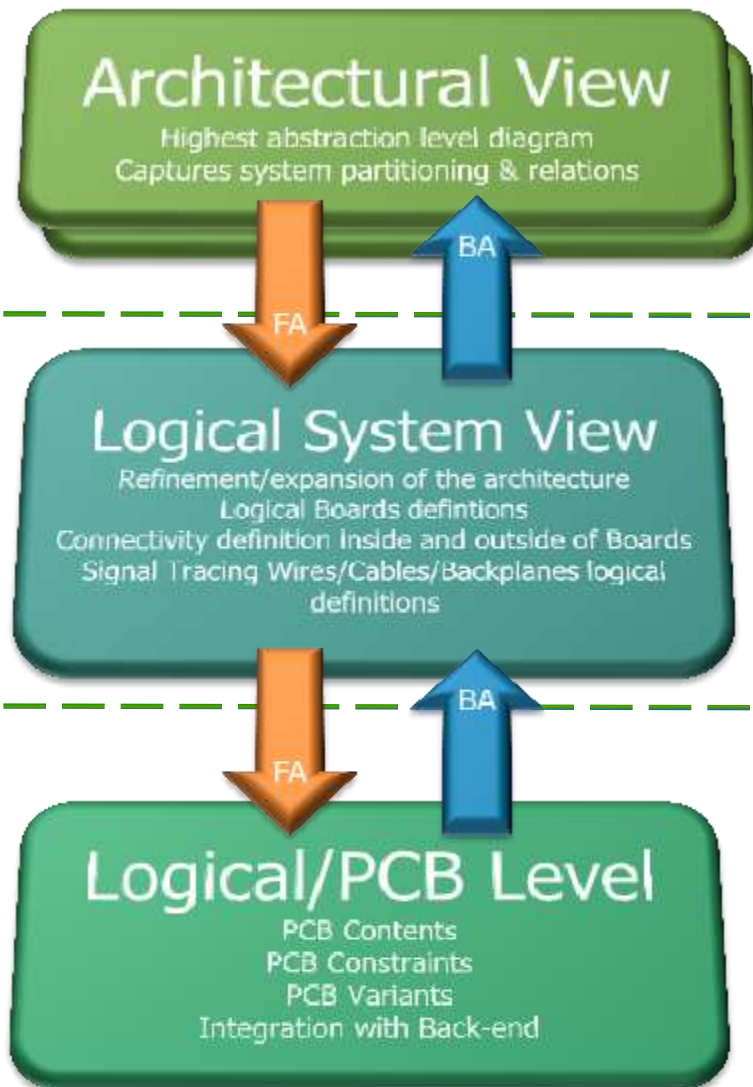 Architectural View
Highest abstraction level diagram
Captures system partitioning & relations
FA
BA
Logical System View
Refinement/expansion of the architecture
Logical Boards defintions
Connectivity definition Inside and outside of Boards
Signal Tracing Wires/Cables/Backplanes logical
definitions
FA
BA
Logical/PCB Level
PCB Contents
PCB Constraints
PCB Variants
Integration with Back-end